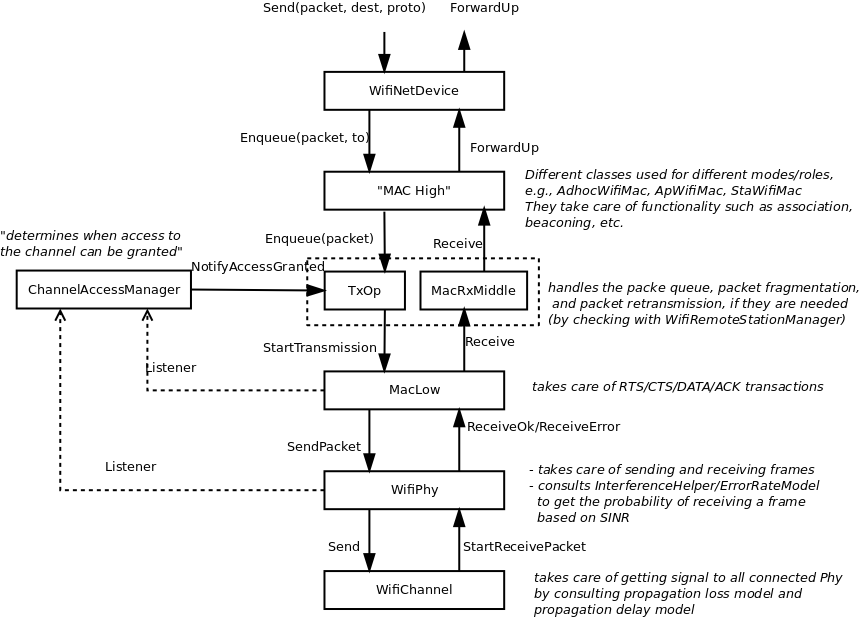 Send(packet, dest, proto)
ForwardUp
WifiNetDevice
Enqueue(packet, to)
ForwardUp
"MAC High"
Different classes used for different modes/roles,
e.g., AdhocWifiMac, ApWifiMac, StaWifiMac
They take care of functionality such as association,
beaconing, etc.
Enqueue(packet)
Receive
"determines when access to
the channel can be granted"
NotifyAccessGranted
ChannelAccessManager
TxOp
MacRxMiddle
handles the packe queue, packet fragmentation,
and packet retransmission, if they are needed
(by checking with WifiRemoteStationManager)
StartTransmission
Receive
Listener
MacLow
takes care of RTS/CTS/DATA/ACK transactions
SendPacket
ReceiveOk/ReceiveError
Listener
WifiPhy
- takes care of sending and receiving frames
- consults InterferenceHelper/ErrorRateModel
to get the probability of receiving a frame
based on SINR
Send
StartReceivePacket
WifiChannel
takes care of getting signal to all connected Phy
by consulting propagation loss model and
propagation delay model